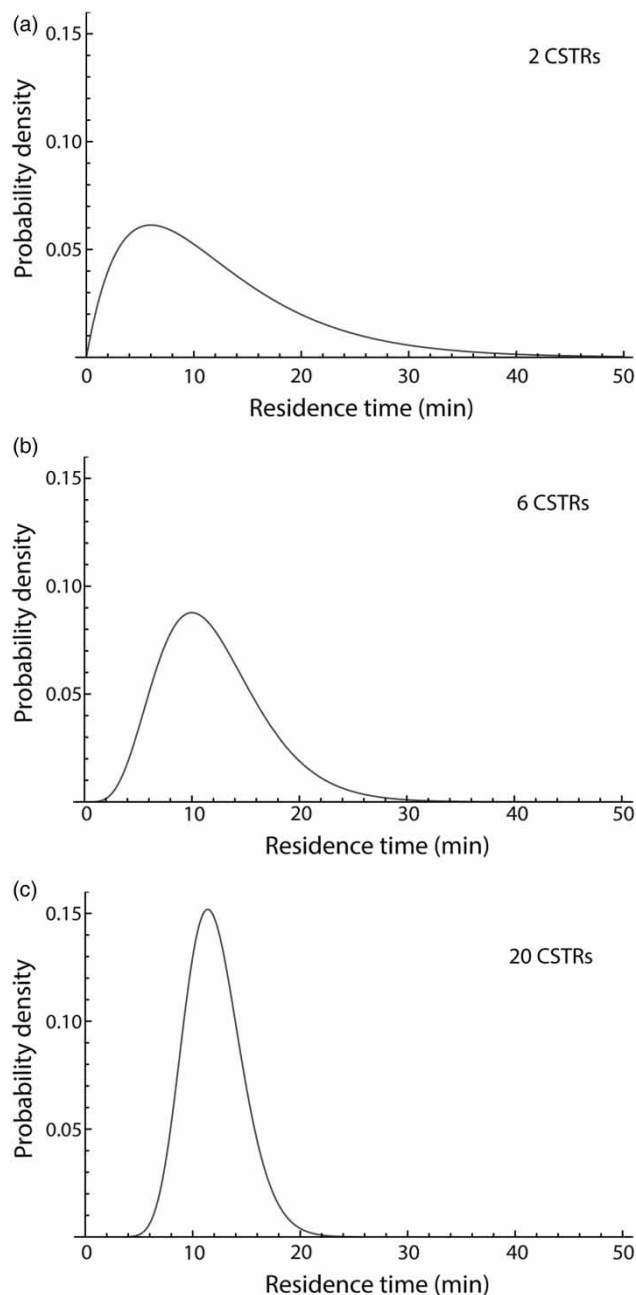 (a)
2 CSTRs
Probability density
0.15
0.10
0.05
0 10 20 30 40 50
Residence time (min)
(b)
6 CSTRs
Probability density
0.15
0.10
0.05
0 10 20 30 40 50
Residence time (min)
(c)
20 CSTRs
Probability density
0.15
0.10
0.05
0 10 20 30 40 50
Residence time (min)